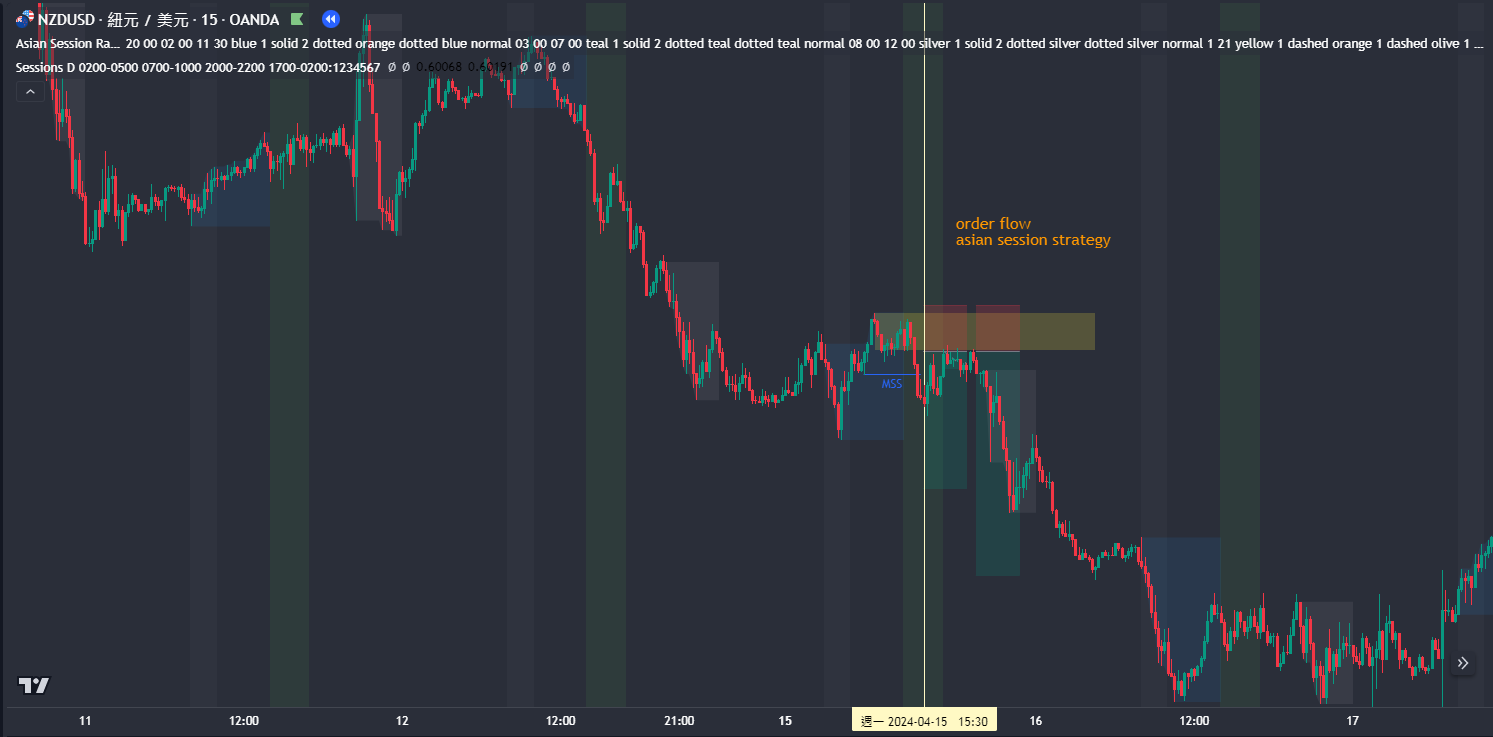 NZDUSD · 紐元 / 美元 · 15 · OANDA
Asian Session Ra... 20 00 02 00 11 30 blue 1 solid 2 dotted orange dotted blue normal 03 00 07 00 teal 1 solid 2 dotted teal dotted teal normal 08 00 12 00 silver 1 solid 2 dotted silver dotted silver normal 1 21 yellow 1 dashed orange 1 dashed olive 1 ...
Sessions D 0200-0500 0700-1000 2000-2200 1700-0200:1234567 Ø Ø 0.60068 0.60191 Ø Ø Ø Ø
order flow
asian session strategy
MSS
11 12:00 12 12:00 21:00 15 週一 2024-04-15 15:30 16 12:00 17